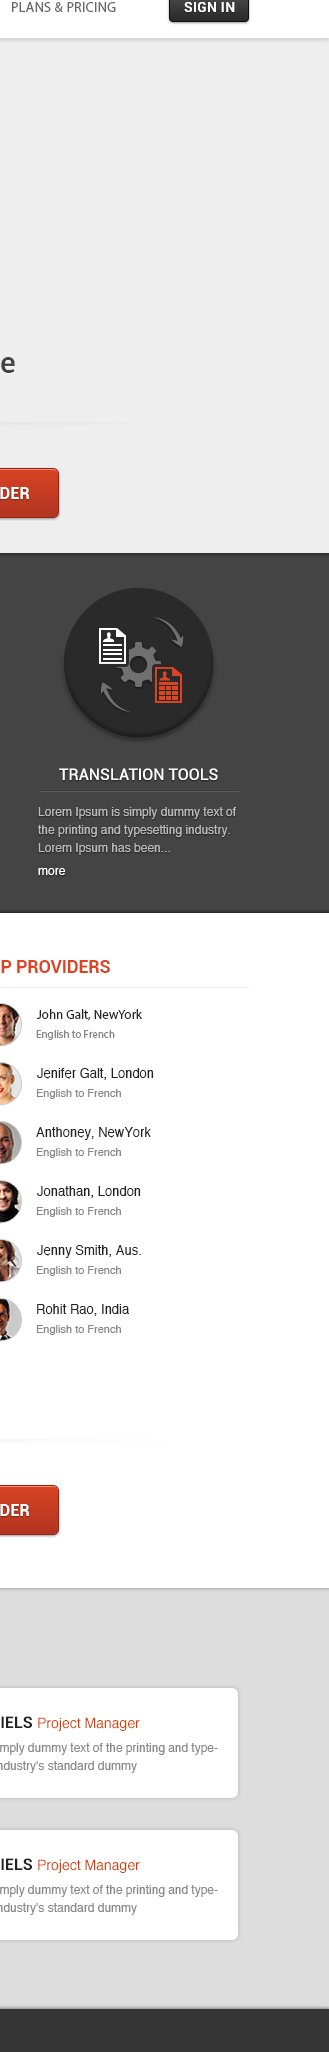 PLANS & PRICING
SIGN IN
e
DER
TRANSLATION TOOLS
Lorem Ipsum is simply dummy text of
the printing and typesetting industry.
Lorem Ipsum has been...
more
P PROVIDERS
John Galt, NewYork
English to French
Jenifer Galt, London
English to French
Anthoney, NewYork
English to French
Jonathan, London
English to French
Jenny Smith, Aus.
English to French
Rohit Rao, India
English to French
DER
IELS Project Manager
mply dummy text of the printing and type-
ndustry's standard dummy
IELS Project Manager
mply dummy text of the printing and type-
ndustry's standard dummy